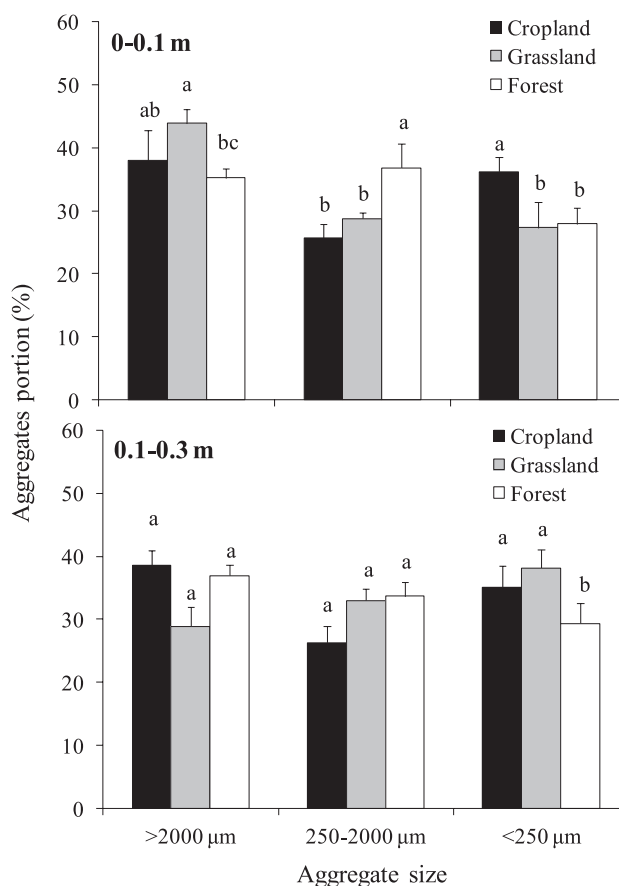 60
50
40
30
20
10
0
0-0.1 m
Cropland
Grassland
Forest
ab
a
bc
b
b
a
a
b
b
Aggregates portion (%)
60
50
40
30
20
10
0
0.1-0.3 m
Cropland
Grassland
Forest
a
a
a
a
a
a
a
a
b
>2000 µm
250-2000 µm
<250 µm
Aggregate size